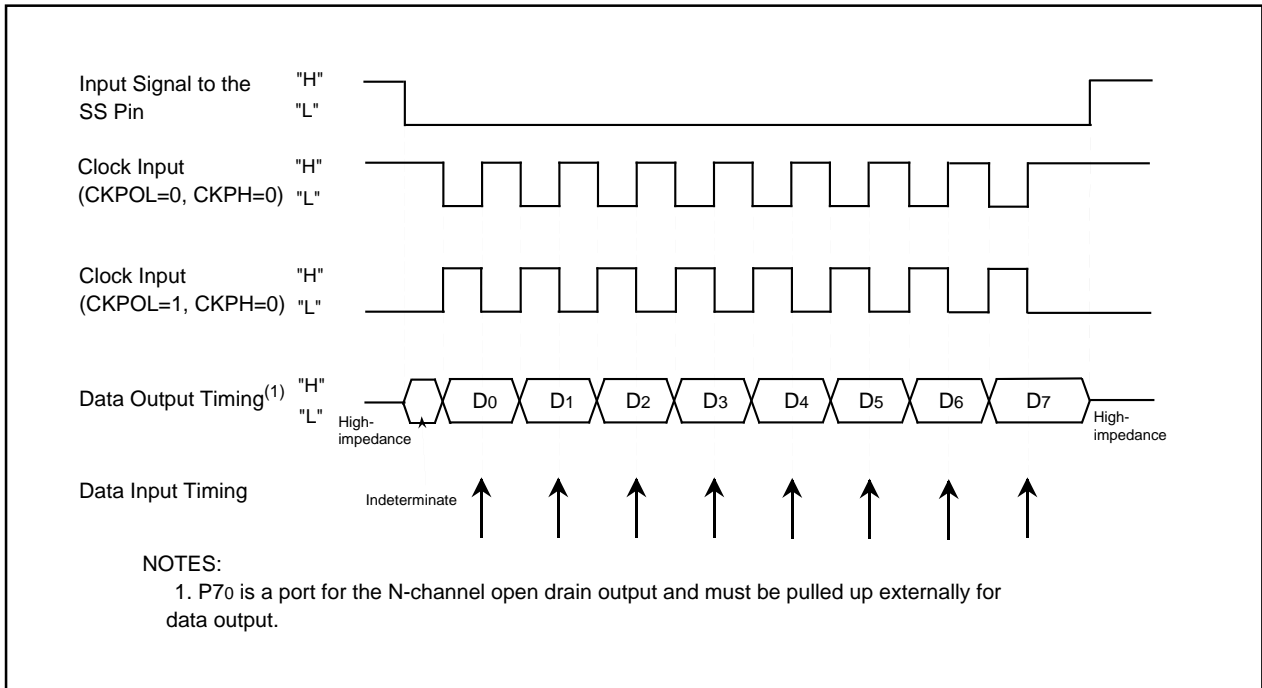 Input Signal to the "H"
SS Pin "L"
Clock Input "H"
(CKPOL=0, CKPH=0) "L"
Clock Input "H"
(CKPOL=1, CKPH=0) "L"
Data Output Timing(1) "H"
"L"
D0 D1 D2 D3 D4 D5 D6 D7
High-
impedance
High-
impedance
Data Input Timing
Indeterminate
NOTES:
1. P70 is a port for the N-channel open drain output and must be pulled up externally for
data output.